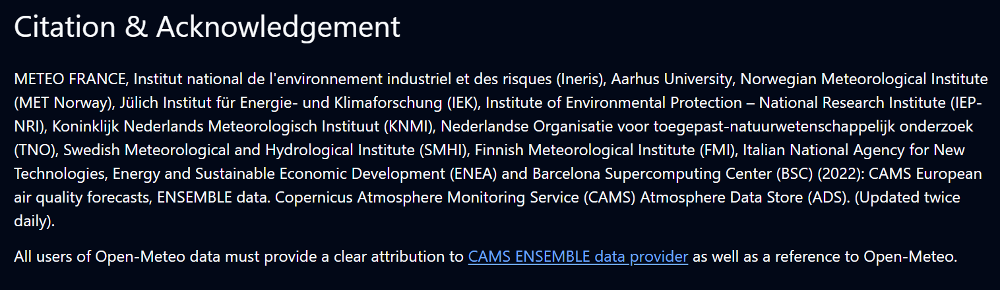 Citation & Acknowledgement
METEO FRANCE, Institut national de l'environnement industriel et des risques (Ineris), Aarhus University, Norwegian Meteorological Institute
(MET Norway), Jülich Institut für Energie- und Klimaforschung (IEK), Institute of Environmental Protection – National Research Institute (IEP-
NRI), Koninklijk Nederlands Meteorologisch Instituut (KNMI), Nederlandse Organisatie voor toegepast-natuurwetenschappelijk onderzoek
(TNO), Swedish Meteorological and Hydrological Institute (SMHI), Finnish Meteorological Institute (FMI), Italian National Agency for New
Technologies, Energy and Sustainable Economic Development (ENEA) and Barcelona Supercomputing Center (BSC) (2022): CAMS European
air quality forecasts, ENSEMBLE data. Copernicus Atmosphere Monitoring Service (CAMS) Atmosphere Data Store (ADS). (Updated twice
daily).
All users of Open-Meteo data must provide a clear attribution to CAMS ENSEMBLE data provider as well as a reference to Open-Meteo.